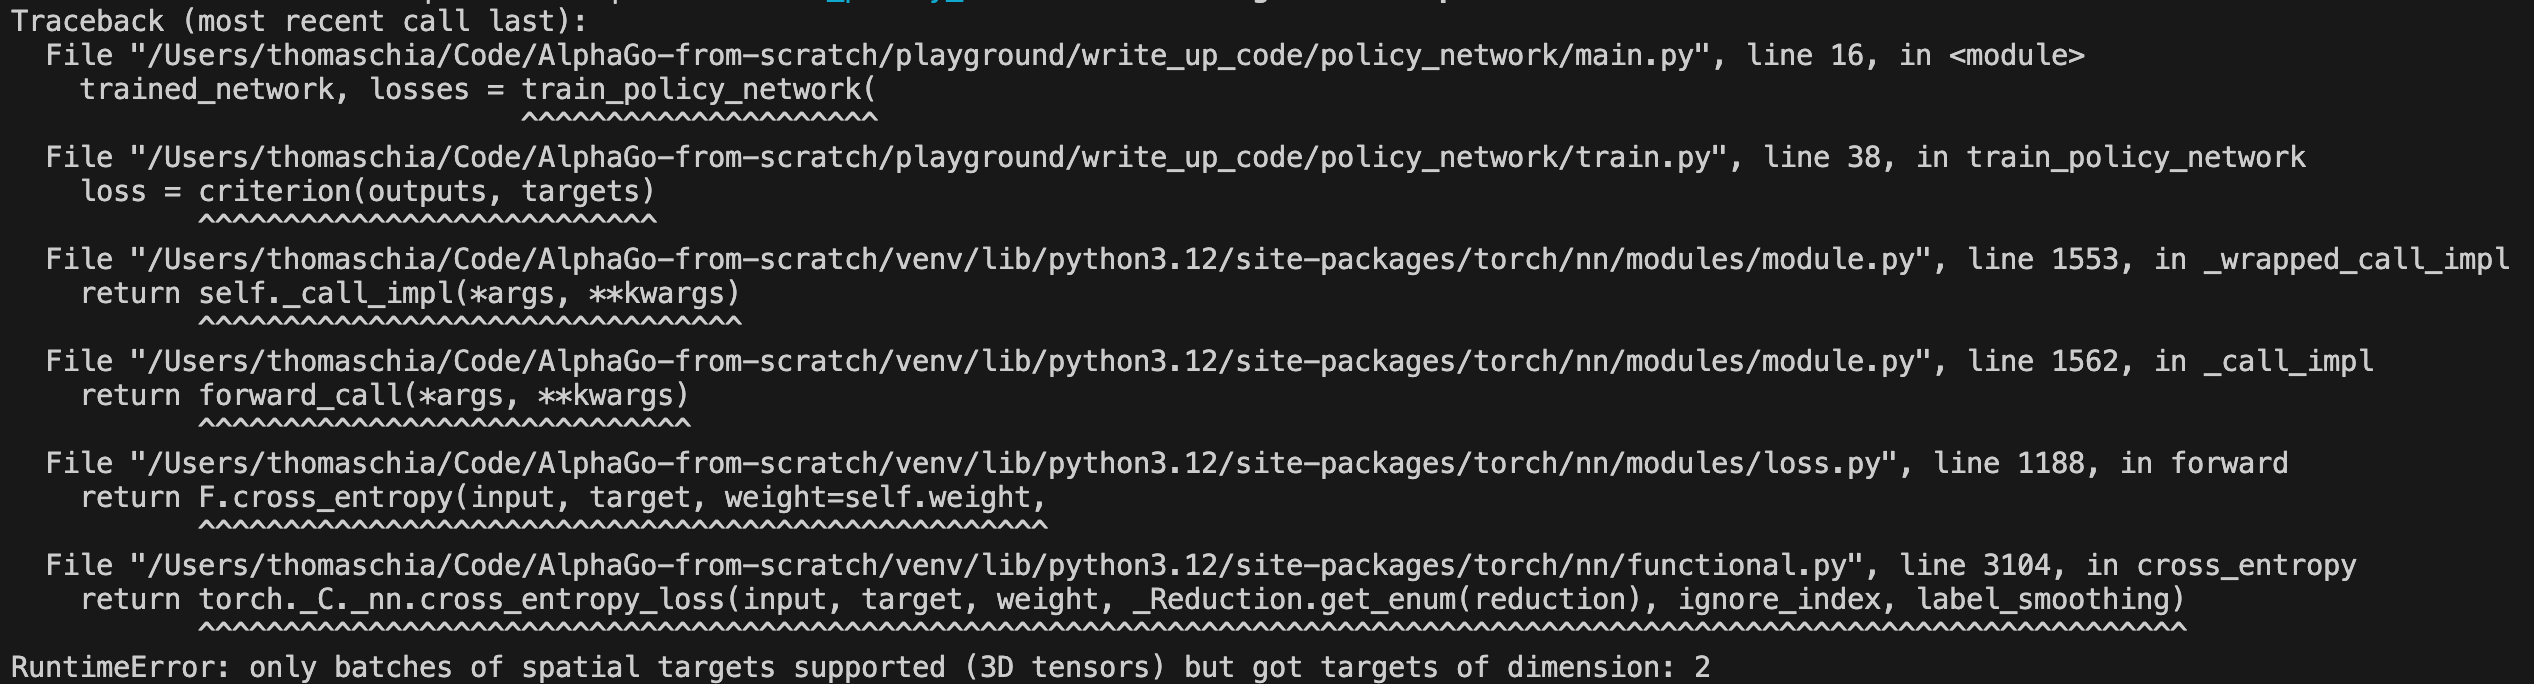 Traceback (most recent call last):
  File "/Users/thomaschia/Code/AlphaGo-from-scratch/playground/write_up_code/policy_network/main.py", line 16, in <module>
    trained_network, losses = train_policy_network(
                              ^^^^^^^^^^^^^^^^^^^^^
  File "/Users/thomaschia/Code/AlphaGo-from-scratch/playground/write_up_code/policy_network/train.py", line 38, in train_policy_network
    loss = criterion(outputs, targets)
           ^^^^^^^^^^^^^^^^^^^^^^^^^^^
  File "/Users/thomaschia/Code/AlphaGo-from-scratch/venv/lib/python3.12/site-packages/torch/nn/modules/module.py", line 1553, in _wrapped_call_impl
    return self._call_impl(*args, **kwargs)
           ^^^^^^^^^^^^^^^^^^^^^^^^^^^^^^^^
  File "/Users/thomaschia/Code/AlphaGo-from-scratch/venv/lib/python3.12/site-packages/torch/nn/modules/module.py", line 1562, in _call_impl
    return forward_call(*args, **kwargs)
           ^^^^^^^^^^^^^^^^^^^^^^^^^^^^^
  File "/Users/thomaschia/Code/AlphaGo-from-scratch/venv/lib/python3.12/site-packages/torch/nn/modules/loss.py", line 1188, in forward
    return F.cross_entropy(input, target, weight=self.weight,
           ^^^^^^^^^^^^^^^^^^^^^^^^^^^^^^^^^^^^^^^^^^^^^^^^^^
  File "/Users/thomaschia/Code/AlphaGo-from-scratch/venv/lib/python3.12/site-packages/torch/nn/functional.py", line 3104, in cross_entropy
    return torch._C._nn.cross_entropy_loss(input, target, weight, _Reduction.get_enum(reduction), ignore_index, label_smoothing)
           ^^^^^^^^^^^^^^^^^^^^^^^^^^^^^^^^^^^^^^^^^^^^^^^^^^^^^^^^^^^^^^^^^^^^^^^^^^^^^^^^^^^^^^^^^^^^^^^^^^^^^^^^^^^^^^^^^^^^^
RuntimeError: only batches of spatial targets supported (3D tensors) but got targets of dimension: 2